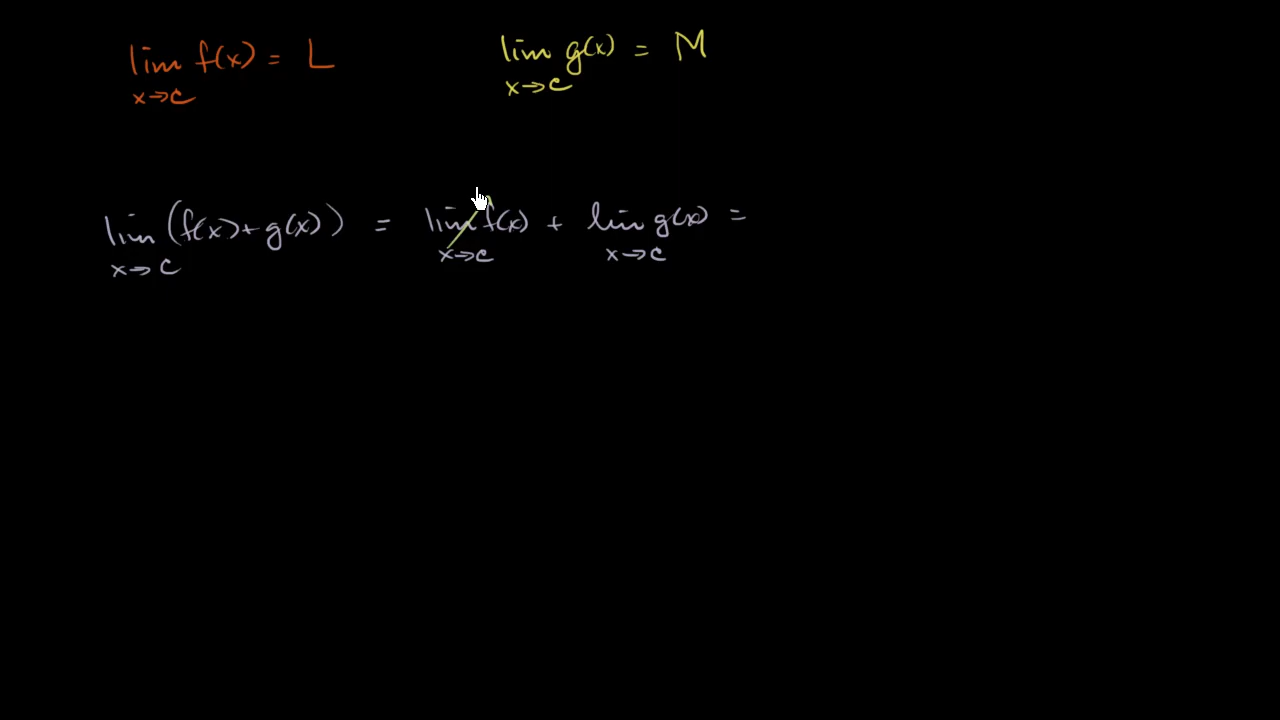 lim f(x) = L lim g(x) = M
x→c x→c
lim (f(x)+g(x)) = lim f(x) + lim g(x) =
x→c x→c x→c